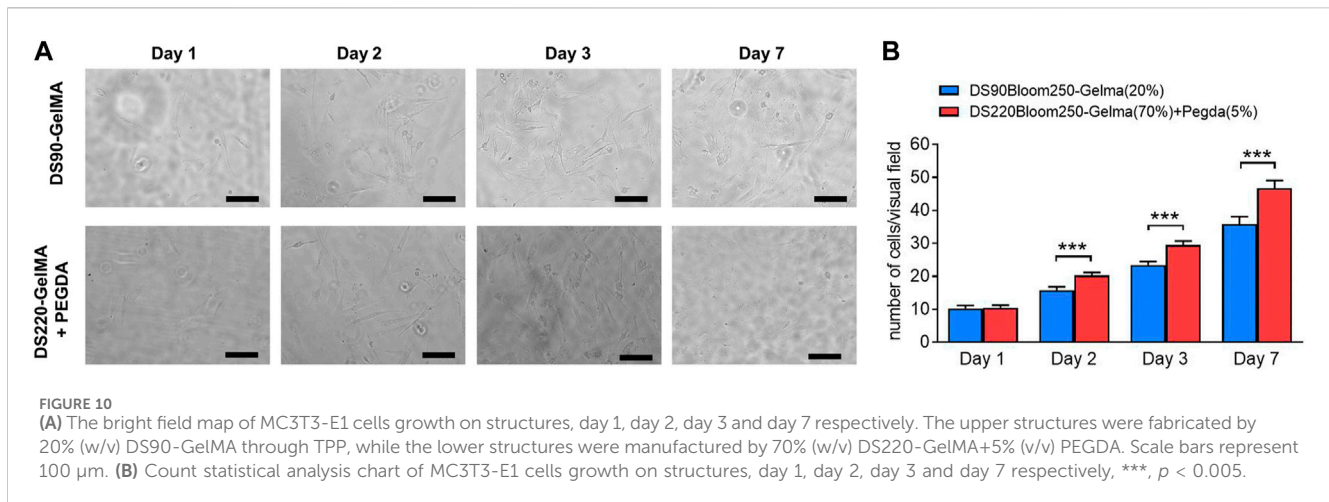 A
Day 1
Day 2
Day 3
Day 7
DS90-GelMA
DS220-GelMA
+ PEGDA
B
DS90Bloom250-Gelma(20%)
DS220Bloom250-Gelma(70%)+Pegda(5%)
number of cells/visual field
60
50
40
30
20
10
0
***
***
***
Day 1
Day 2
Day 3
Day 7
FIGURE 10
(A) The bright field map of MC3T3-E1 cells growth on structures, day 1, day 2, day 3 and day 7 respectively. The upper structures were fabricated by
20% (w/v) DS90-GelMA through TPP, while the lower structures were manufactured by 70% (w/v) DS220-GelMA+5% (v/v) PEGDA. Scale bars represent
100 μm. (B) Count statistical analysis chart of MC3T3-E1 cells growth on structures, day 1, day 2, day 3 and day 7 respectively, ***, p < 0.005.